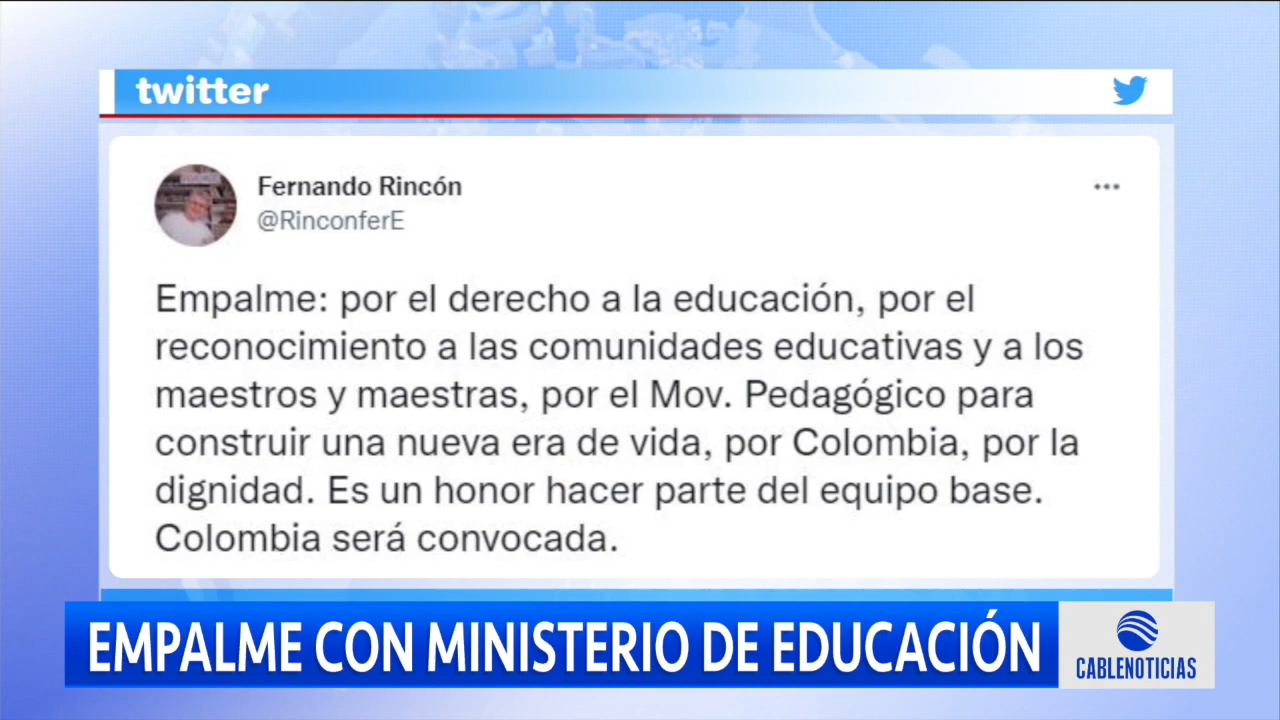 twitter
Fernando Rincón
@RinconferE
Empalme: por el derecho a la educación, por el
reconocimiento a las comunidades educativas y a los
maestros y maestras, por el Mov. Pedagógico para
construir una nueva era de vida, por Colombia, por la
dignidad. Es un honor hacer parte del equipo base.
Colombia será convocada.
EMPALME CON MINISTERIO DE EDUCACIÓN
CABLENOTICIAS